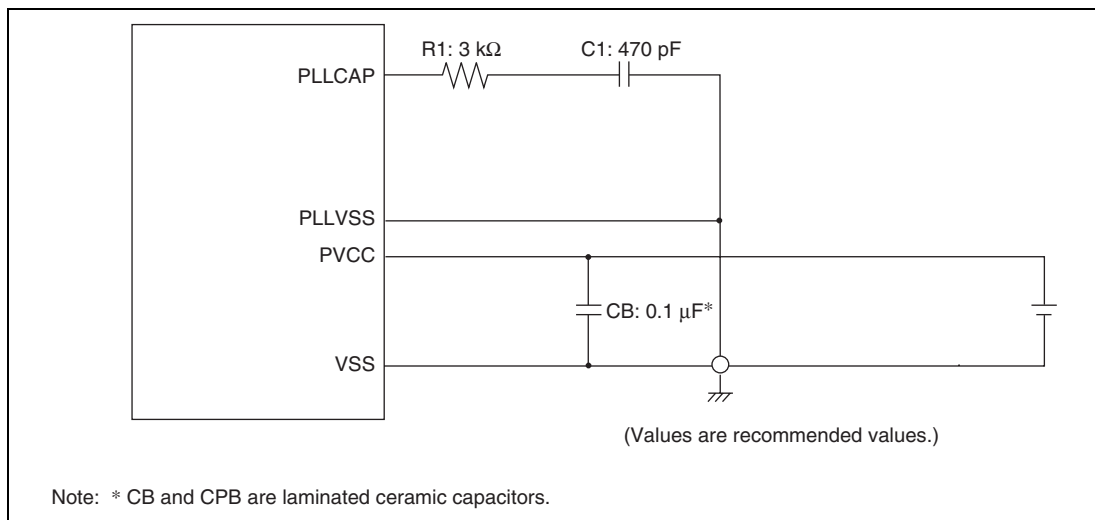 R1: 3 kΩ
C1: 470 pF
PLLCAP
PLLVSS
PVCC
CB: 0.1 µF*
VSS
(Values are recommended values.)
Note: * CB and CPB are laminated ceramic capacitors.